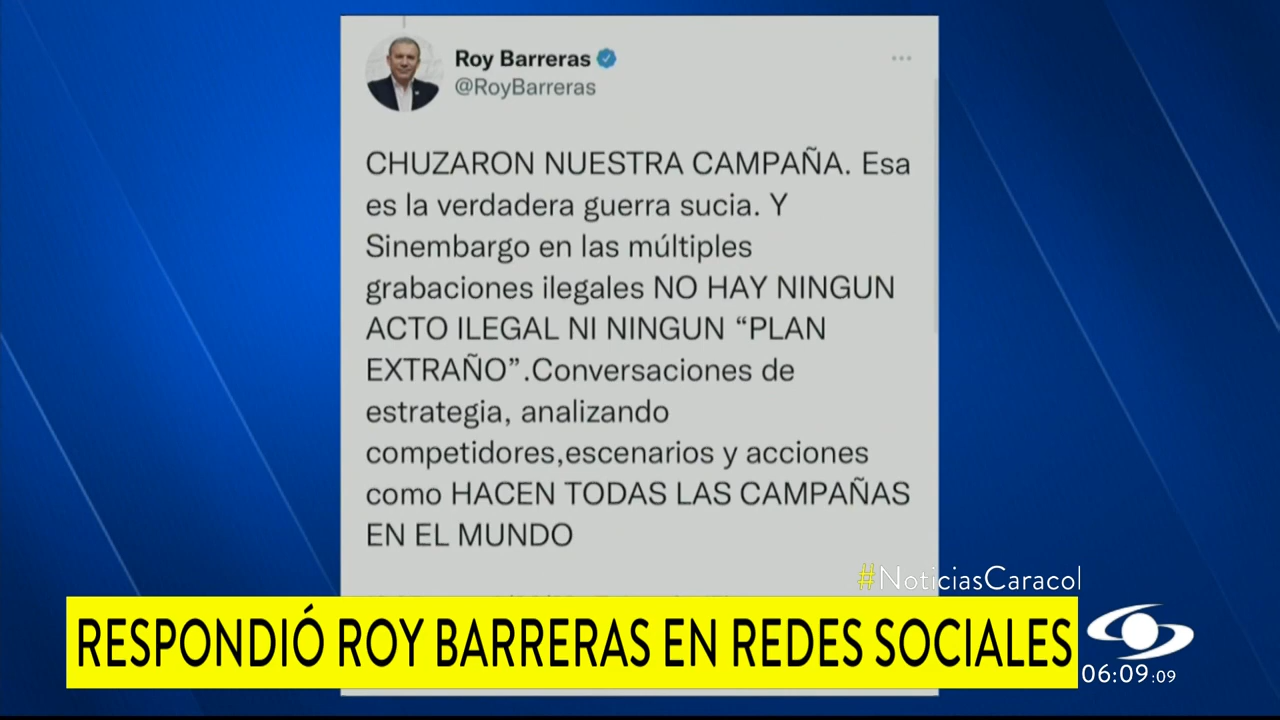 Roy Barreras
@RoyBarreras
CHUZARON NUESTRA CAMPAÑA. Esa
es la verdadera guerra sucia. Y
Sinembargo en las múltiples
grabaciones ilegales NO HAY NINGUN
ACTO ILEGAL NI NINGUN “PLAN
EXTRAÑO”.Conversaciones de
estrategia, analizando
competidores,escenarios y acciones
como HACEN TODAS LAS CAMPAÑAS
EN EL MUNDO
#NoticiasCaracol
RESPONDIÓ ROY BARRERAS EN REDES SOCIALES
06:09:09